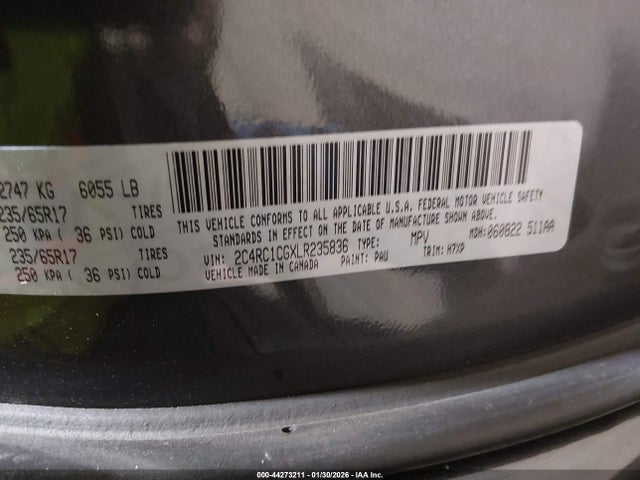 2747 KG 6055 LB
235/65R17 TIRES
250 KPA ( 36 PSI) COLD
235/65R17 TIRES
250 KPA ( 36 PSI) COLD
THIS VEHICLE CONFORMS TO ALL APPLICABLE U.S.A. FEDERAL MOTOR VEHICLE SAFETY
STANDARDS IN EFFECT ON THE DATE OF MANUFACTURE SHOWN ABOVE.
VIN: 2C4RC1CGXLR235836 TYPE: MPV MDH: 060822 511AA
VEHICLE MADE IN CANADA PAINT: PAU TRIM: H7XP
000-44273211 - 01/30/2026 - IAA Inc.